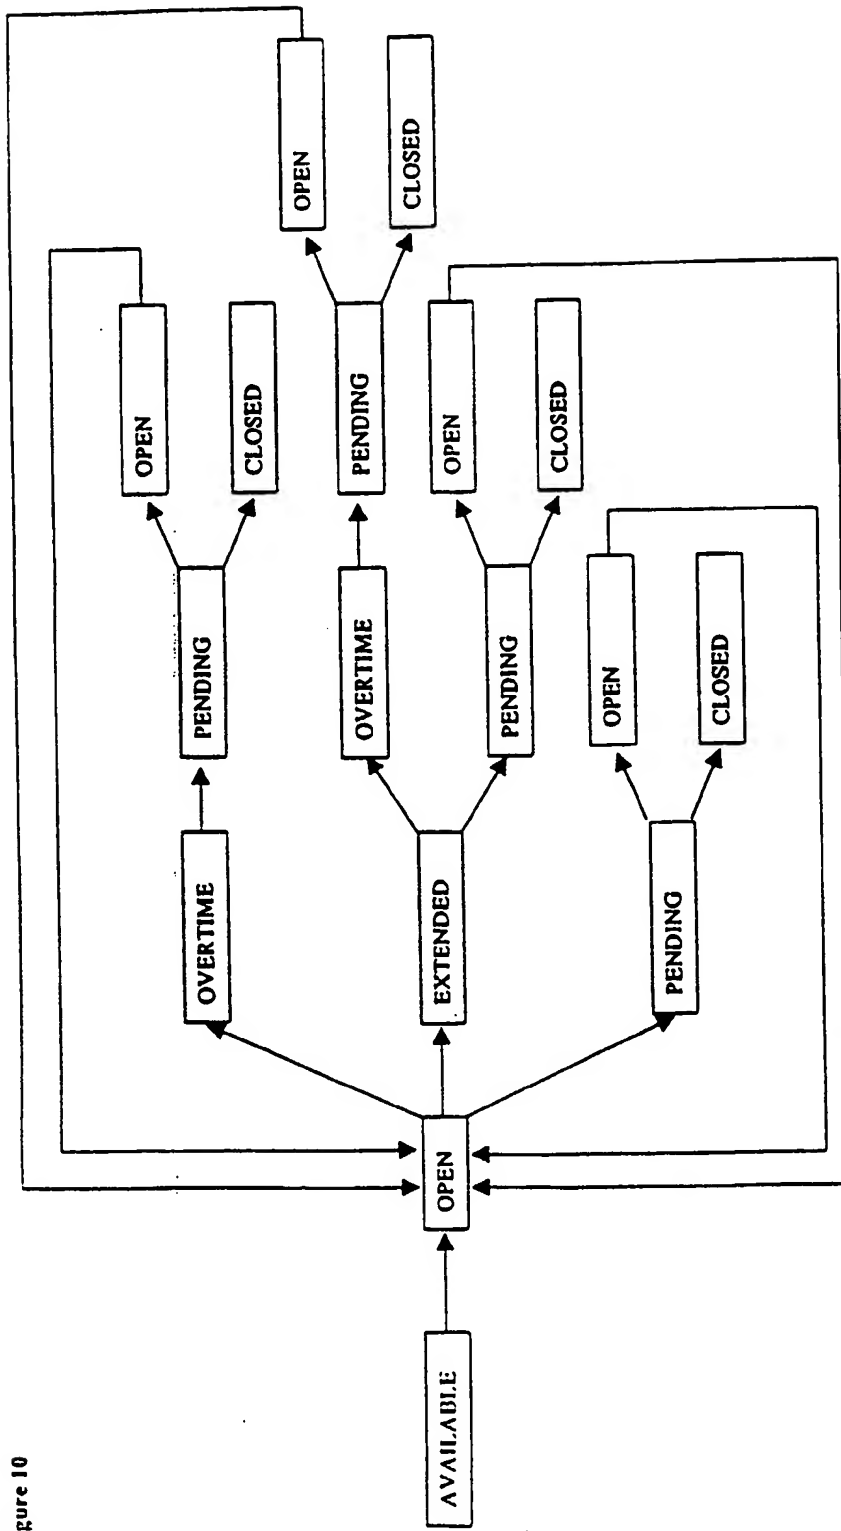 gure 10
AVAILABLE
OPEN
OVERTIME
EXTENDED
PENDING
PENDING
OVERTIME
PENDING
OPEN
CLOSED
OPEN
CLOSED
PENDING
OPEN
CLOSED
OPEN
CLOSED